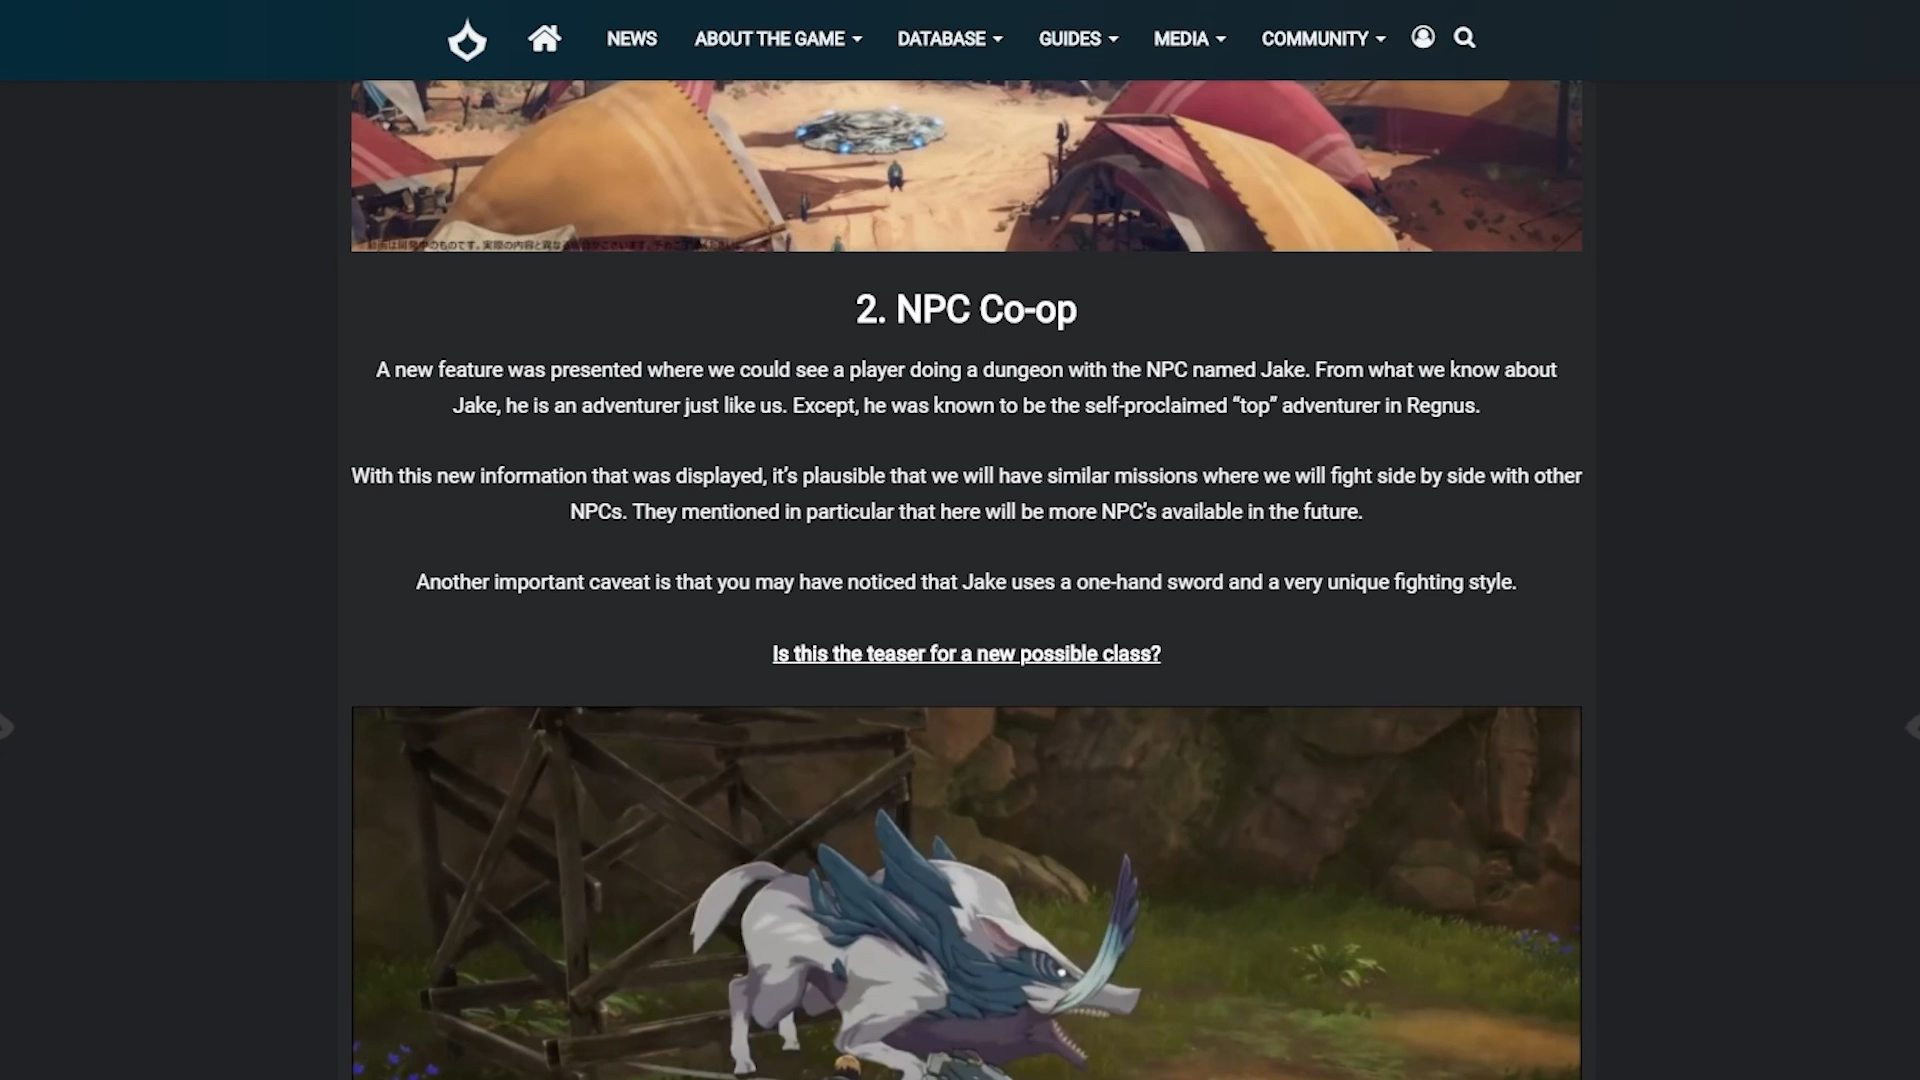 NEWS ABOUT THE GAME DATABASE GUIDES MEDIA COMMUNITY
2. NPC Co-op
A new feature was presented where we could see a player doing a dungeon with the NPC named Jake. From what we know about
Jake, he is an adventurer just like us. Except, he was known to be the self-proclaimed “top” adventurer in Regnus.
With this new information that was displayed, it’s plausible that we will have similar missions where we will fight side by side with other
NPCs. They mentioned in particular that here will be more NPC’s available in the future.
Another important caveat is that you may have noticed that Jake uses a one-hand sword and a very unique fighting style.
Is this the teaser for a new possible class?